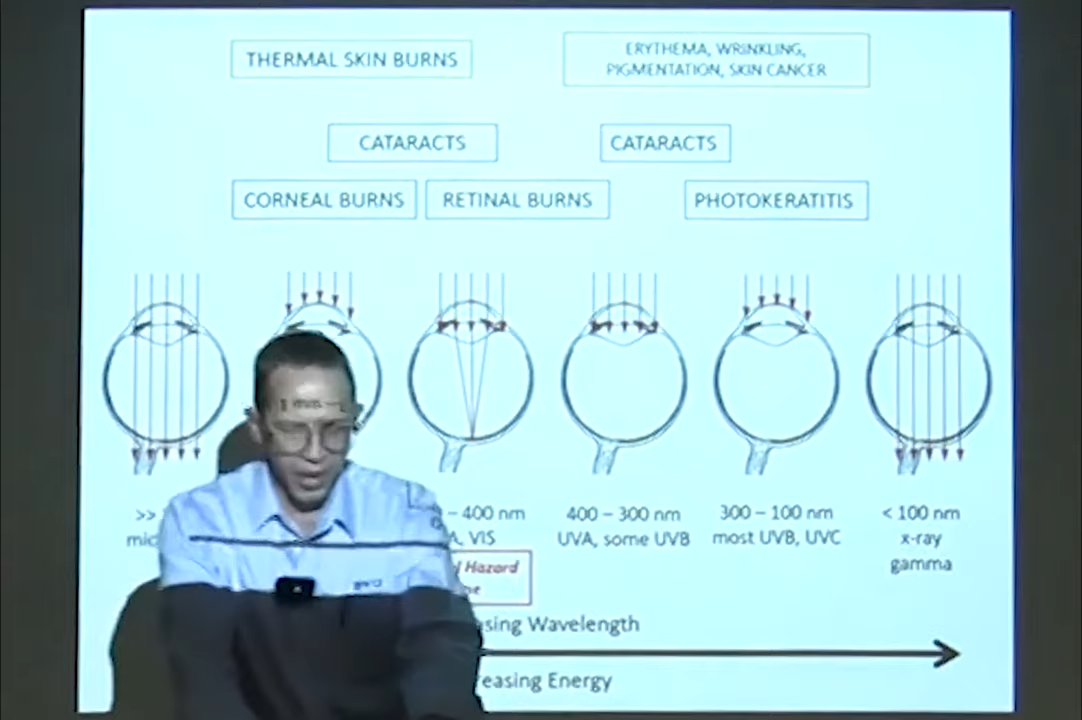 THERMAL SKIN BURNS
ERYTHEMA, WRINKLING,
PIGMENTATION, SKIN CANCER
CATARACTS
CATARACTS
CORNEAL BURNS
RETINAL BURNS
PHOTOKERATITIS
>>
– 400 nm
400 – 300 nm
300 – 100 nm
< 100 nm
VIS
UVA, some UVB
most UVB, UVC
x-ray
Hazard
gamma
Wavelength
Energy